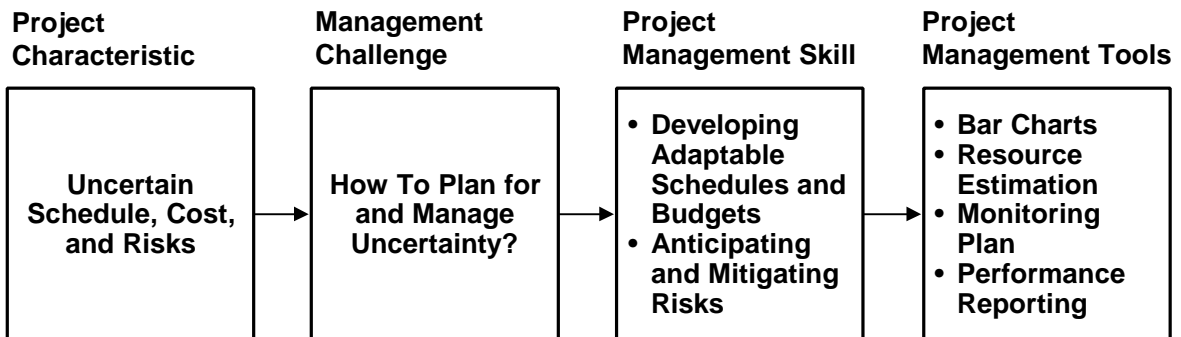 Project
Characteristic
Management
Challenge
Project
Management Skill
Project
Management Tools
Uncertain
Schedule, Cost,
and Risks
How To Plan for
and Manage
Uncertainty?
• Developing
Adaptable
Schedules and
Budgets
• Anticipating
and Mitigating
Risks
• Bar Charts
• Resource
Estimation
• Monitoring
Plan
• Performance
Reporting